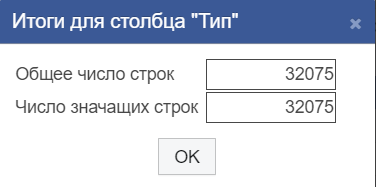 Итоги для столбца "Тип"
Общее число строк 32075
Число значащих строк 32075
OK